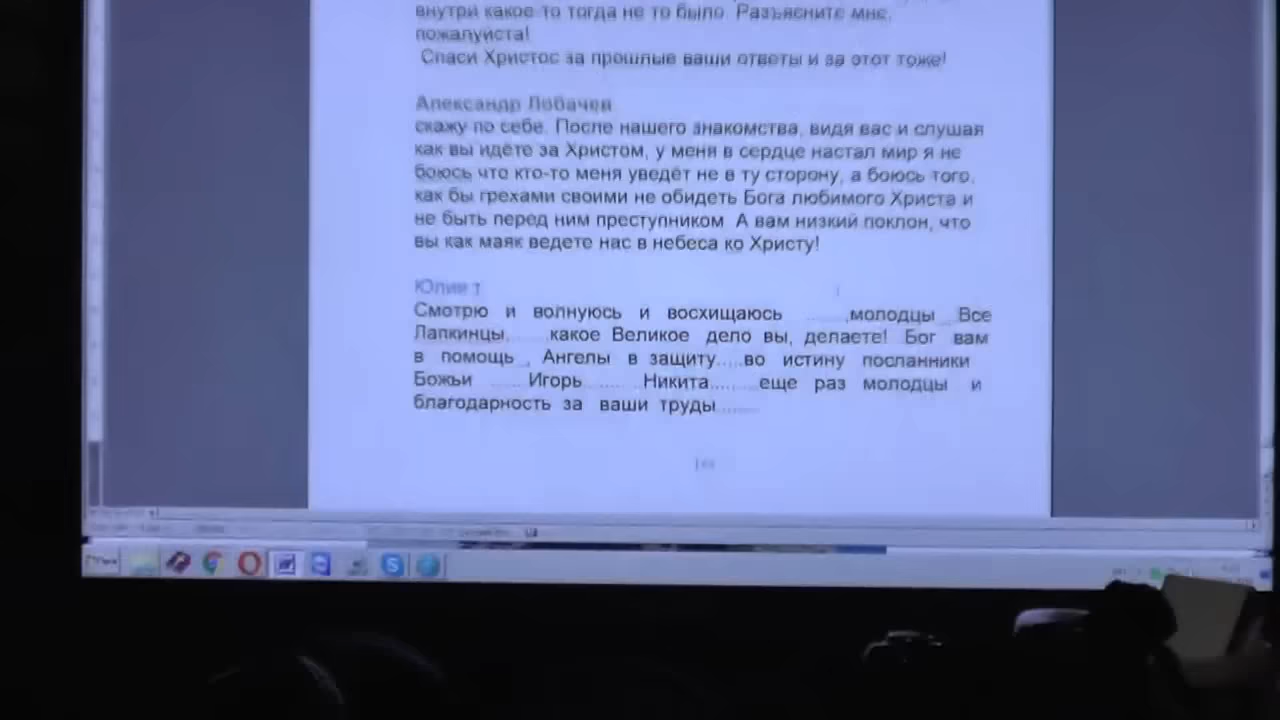 внутри какое то тогда не то было. Разъясните мне,
пожалуйста!
Спаси Христос за прошлые ваши ответы и за этот тоже!
Александр Лобачев
скажу по себе. После нашего знакомства, видя вас и слушая
как вы идёте за Христом, у меня в сердце настал мир я не
боюсь что кто-то меня уведёт не в ту сторону, а боюсь того,
как бы грехами своими не обидеть Бога любимого Христа и
не быть перед ним преступником А вам низкий поклон, что
вы как маяк ведете нас в небеса ко Христу!
Юлия т
Смотрю и волнуюсь и восхищаюсь ......,молодцы Все
Лапкинцы,...... какое Великое дело вы, делаете! Бог вам
в помощь , Ангелы в защиту.....во истину посланники
Божьи ......Игорь........Никита.......еще раз молодцы и
благодарность за ваши труды.......